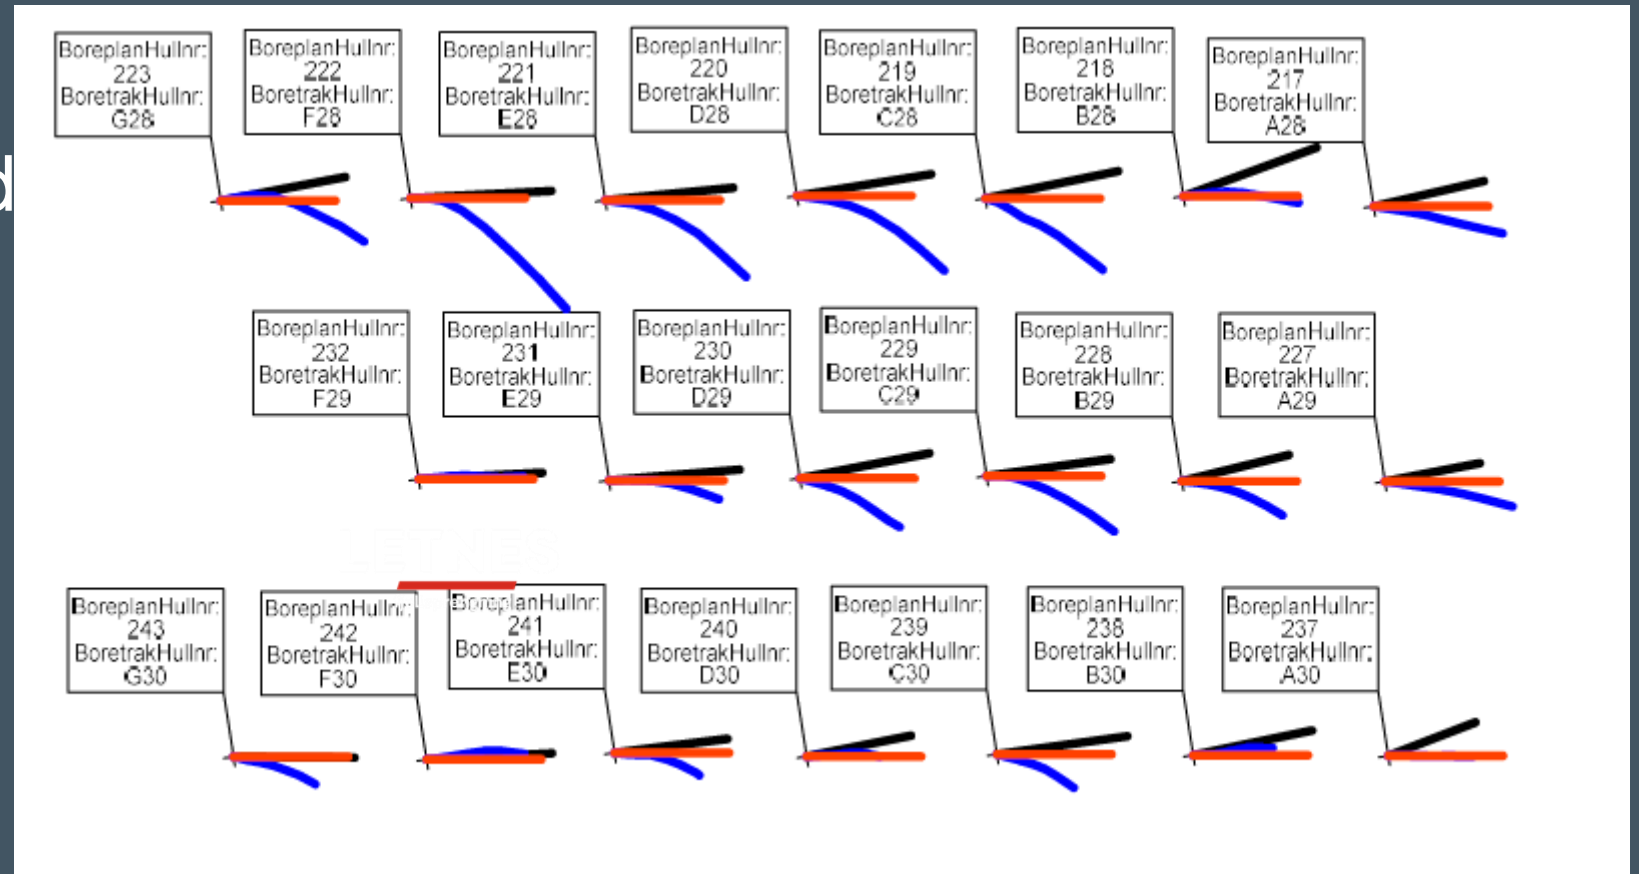 BoreplanHullnr:
223
BoretrakHullnr:
G28
BoreplanHullnr:
222
BoretrakHullnr:
F28
BoreplanHullnr:
221
BoretrakHullnr:
E28
BoreplanHullnr:
220
BoretrakHullnr:
D28
BoreplanHullnr:
219
BoretrakHullnr:
C28
BoreplanHullnr:
218
BoretrakHullnr:
B28
BoreplanHullnr:
217
BoretrakHullnr:
A28
d
BoreplanHullnr:
232
BoretrakHullnr:
F29
BoreplanHullnr:
231
BoretrakHullnr:
E29
BoreplanHullnr:
230
BoretrakHullnr:
D29
BoreplanHullnr:
229
BoretrakHullnr:
C29
BoreplanHullnr:
228
BoretrakHullnr:
B29
BoreplanHullnr:
227
BoretrakHullnr:
A29
BoreplanHullnr:
243
BoretrakHullnr:
G30
BoreplanHullnr:
242
BoretrakHullnr:
F30
BoreplanHullnr:
241
BoretrakHullnr:
E30
BoreplanHullnr:
240
BoretrakHullnr:
D30
BoreplanHullnr:
239
BoretrakHullnr:
C30
BoreplanHullnr:
238
BoretrakHullnr:
B30
BoreplanHullnr:
237
BoretrakHullnr:
A30